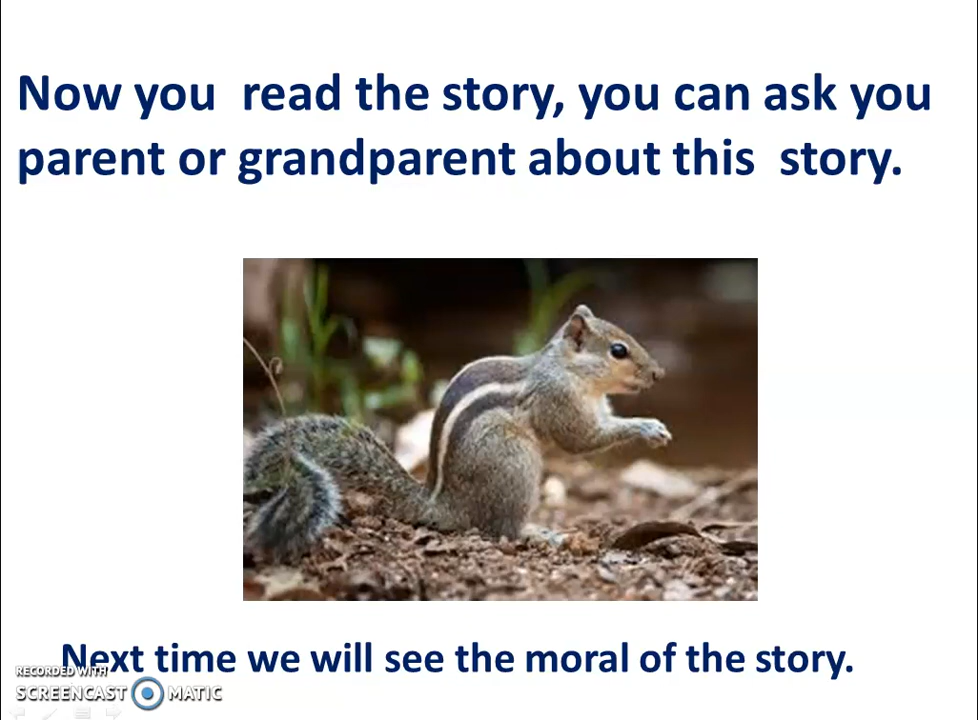 Now you read the story, you can ask you
parent or grandparent about this story.
Next time we will see the moral of the story.
RECORDED WITH
SCREENCAST MATIC